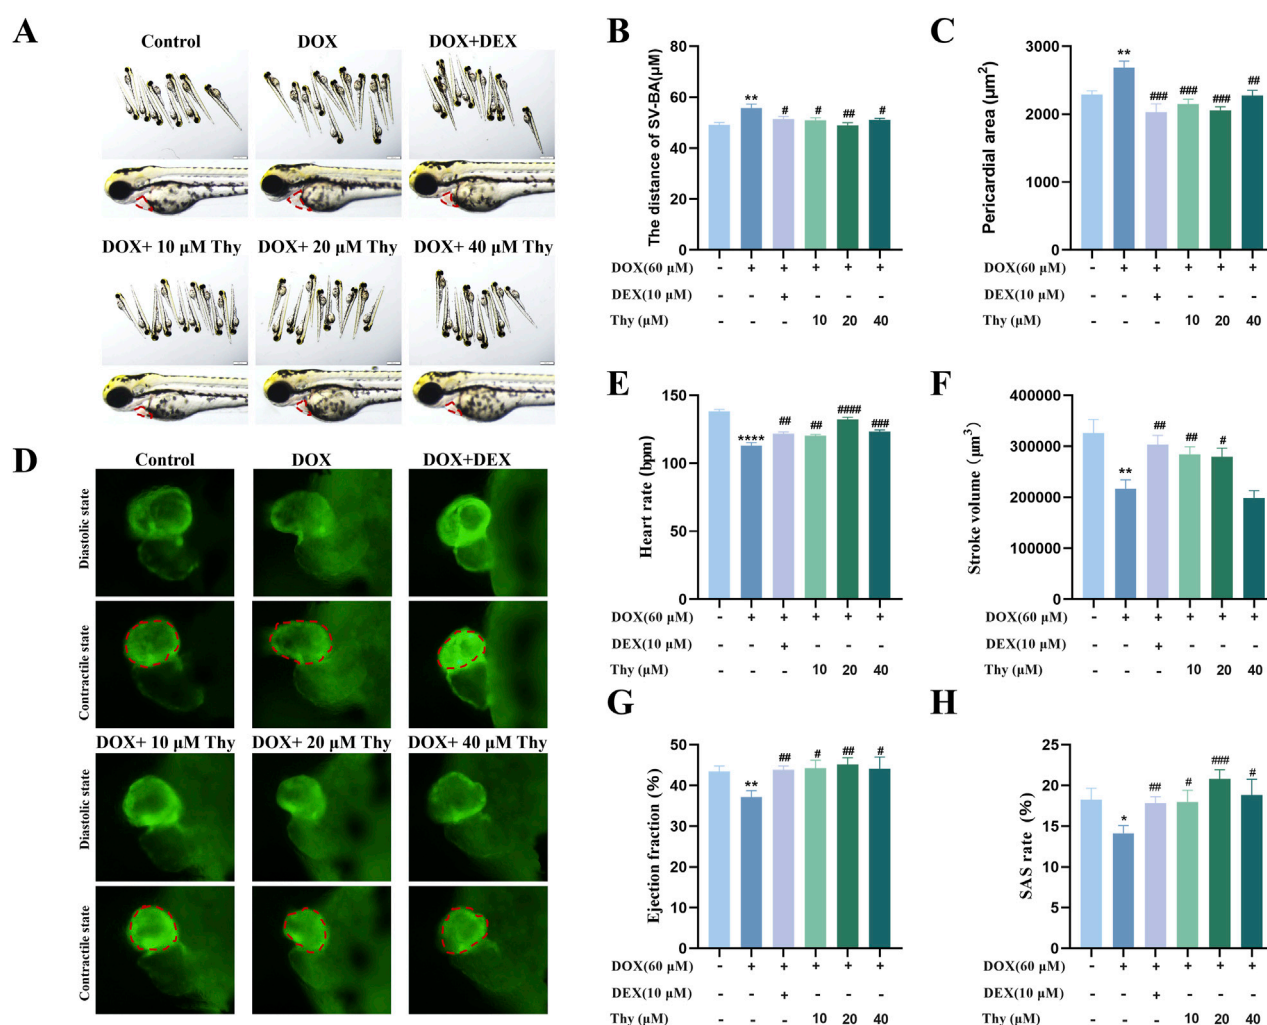 A
Control
DOX
DOX+DEX
DOX+ 10 μM Thy
DOX+ 20 μM Thy
DOX+ 40 μM Thy
B
The distance of SV-BA(μM)
80
60
40
20
0
**
#
#
##
#
DOX(60 μM) - + + + + +
DEX(10 μM) - - + - - -
Thy (μM) - - - 10 20 40
C
Pericardial area (μm²)
3000
2000
1000
0
**
###
###
###
##
DOX(60 μM) - + + + + +
DEX(10 μM) - - + - - -
Thy (μM) - - - 10 20 40
D
Control
DOX
DOX+DEX
Diastolic state
Contractile state
DOX+ 10 μM Thy
DOX+ 20 μM Thy
DOX+ 40 μM Thy
Diastolic state
Contractile state
E
Heart rate (bpm)
150
100
50
0
****
##
##
####
###
DOX(60 μM) - + + + + +
DEX(10 μM) - - + - - -
Thy (μM) - - - 10 20 40
F
Stroke volume (μm³)
400000
300000
200000
100000
0
**
##
##
#
DOX(60 μM) - + + + + +
DEX(10 μM) - - + - - -
Thy (μM) - - - 10 20 40
G
Ejection fraction (%)
50
40
30
20
10
0
**
##
#
##
#
DOX(60 μM) - + + + + +
DEX(10 μM) - - + - - -
Thy (μM) - - - 10 20 40
H
SAS rate (%)
25
20
15
10
5
0
*
##
#
###
#
DOX(60 μM) - + + + + +
DEX(10 μM) - - + - - -
Thy (μM) - - - 10 20 40